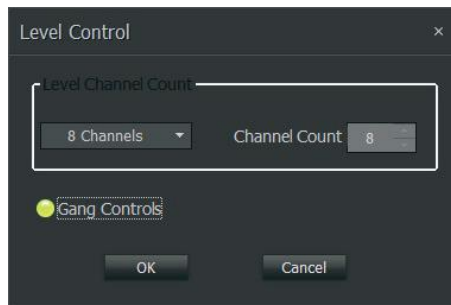 Level Control ×
Level Channel Count
8 Channels Channel Count 8
Gang Controls
OK Cancel